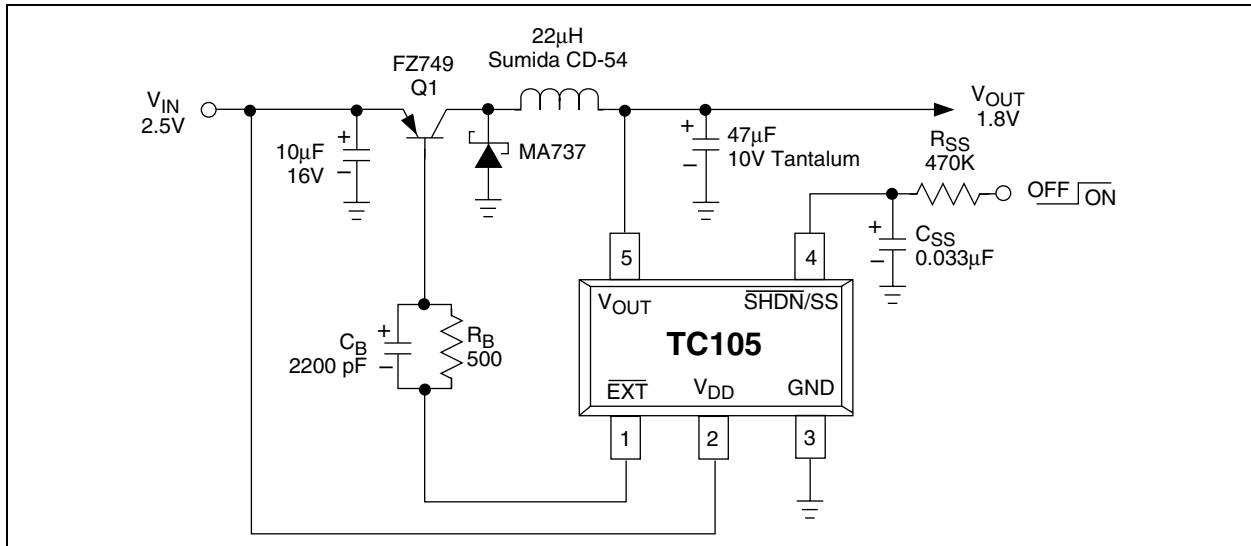 22µH
Sumida CD-54
FZ749
Q1
V_IN
2.5V
V_OUT
1.8V
10µF
16V
+
–
MA737
+
–
47µF
10V Tantalum
R_SS
470K
OFF
ON
+
–
C_SS
0.033µF
5
4
V_OUT
SHDN/SS
TC105
C_B
2200 pF
+
–
R_B
500
EXT
V_DD
GND
1
2
3